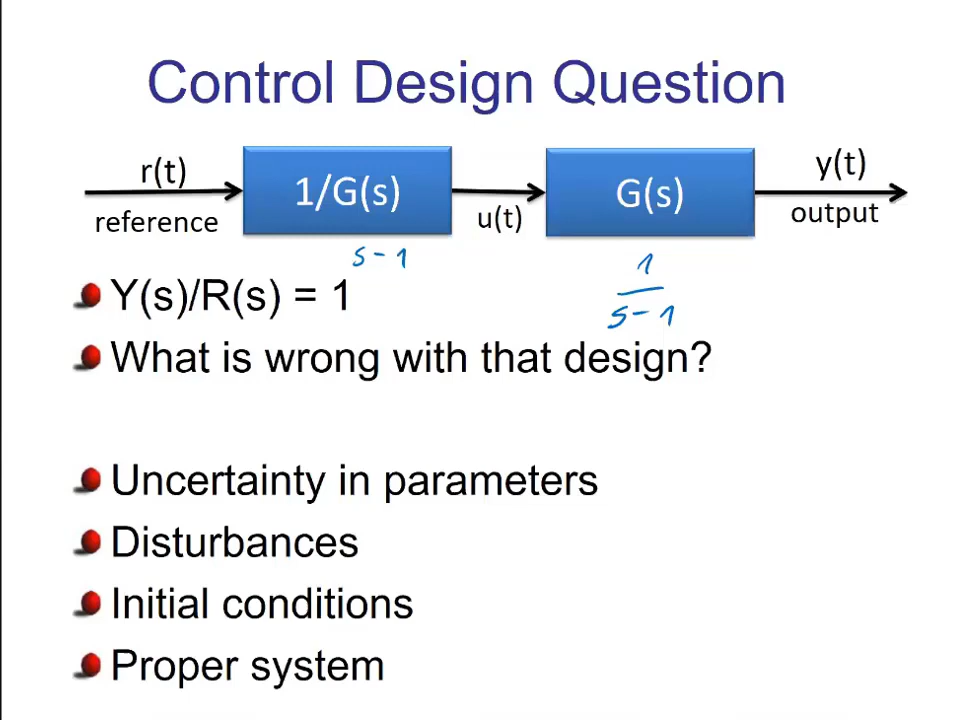 Control Design Question
r(t) 1/G(s) u(t) G(s) y(t)
reference output
s-1
1
s-1
Y(s)/R(s) = 1
What is wrong with that design?
Uncertainty in parameters
Disturbances
Initial conditions
Proper system